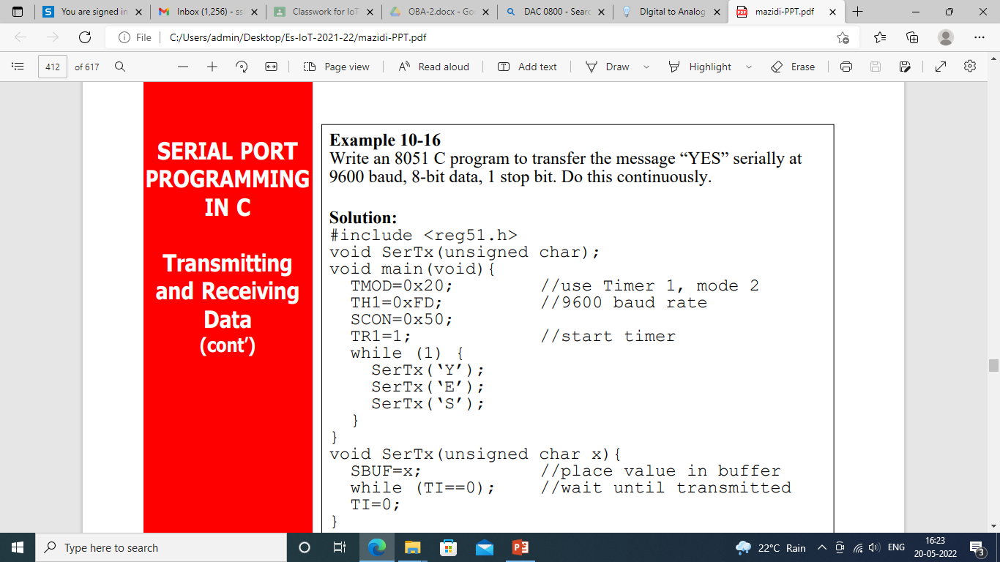 You are signed in
Inbox (1,256) - ss
Classwork for IoT
OBA-2.docx - Go
DAC 0800 - Searc
DIgital to Analog
mazidi-PPT.pdf
File
C:/Users/admin/Desktop/Es-IoT-2021-22/mazidi-PPT.pdf
412 of 617
Page view
Read aloud
Add text
Draw
Highlight
Erase
SERIAL PORT
PROGRAMMING
IN C
Transmitting
and Receiving
Data
(cont’)
Example 10-16
Write an 8051 C program to transfer the message “YES” serially at
9600 baud, 8-bit data, 1 stop bit. Do this continuously.
Solution:
#include <reg51.h>
void SerTx(unsigned char);
void main(void){
TMOD=0x20; //use Timer 1, mode 2
TH1=0xFD; //9600 baud rate
SCON=0x50;
TR1=1; //start timer
while (1) {
SerTx(‘Y’);
SerTx(‘E’);
SerTx(‘S’);
}
}
void SerTx(unsigned char x){
SBUF=x; //place value in buffer
while (TI==0); //wait until transmitted
TI=0;
}
Type here to search
22°C Rain
ENG
16:23
20-05-2022
3